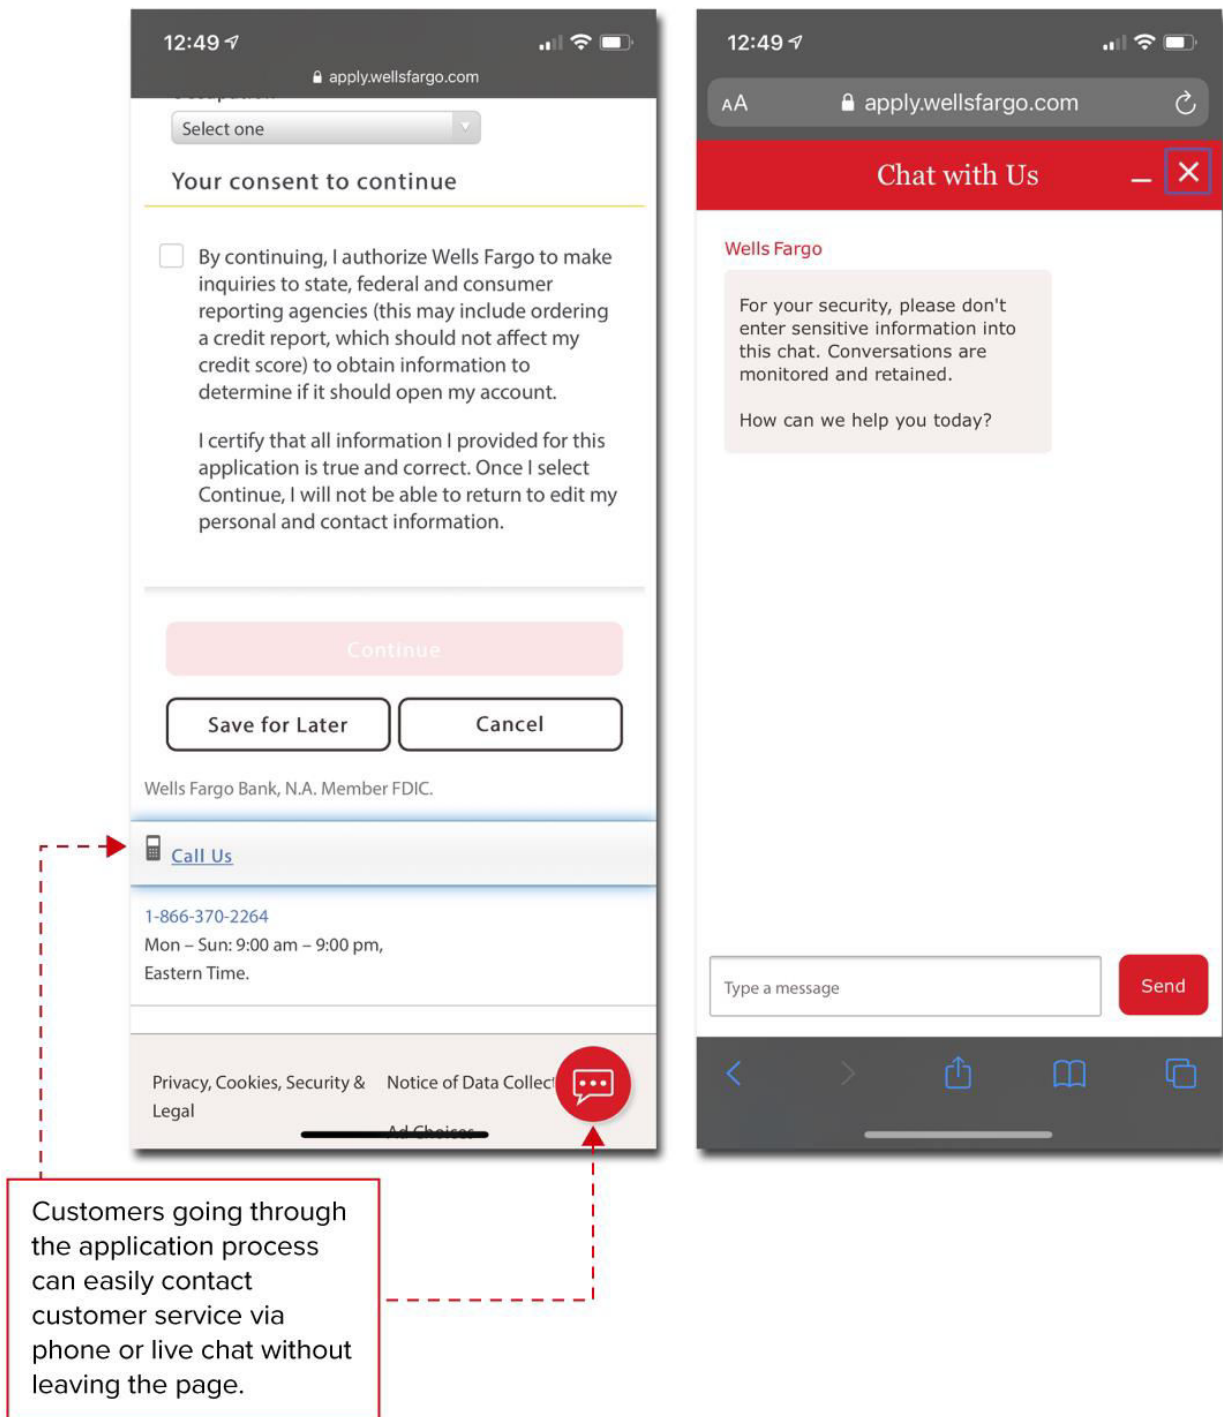 12:49
apply.wellsfargo.com
Select one
Your consent to continue
By continuing, I authorize Wells Fargo to make
inquiries to state, federal and consumer
reporting agencies (this may include ordering
a credit report, which should not affect my
credit score) to obtain information to
determine if it should open my account.
I certify that all information I provided for this
application is true and correct. Once I select
Continue, I will not be able to return to edit my
personal and contact information.
Continue
Save for Later
Cancel
Wells Fargo Bank, N.A. Member FDIC.
Call Us
1-866-370-2264
Mon – Sun: 9:00 am – 9:00 pm,
Eastern Time.
Privacy, Cookies, Security &
Legal
Notice of Data Collect
Ad Choices
12:49
AA
apply.wellsfargo.com
Chat with Us
Wells Fargo
For your security, please don't
enter sensitive information into
this chat. Conversations are
monitored and retained.
How can we help you today?
Type a message
Send
Customers going through
the application process
can easily contact
customer service via
phone or live chat without
leaving the page.